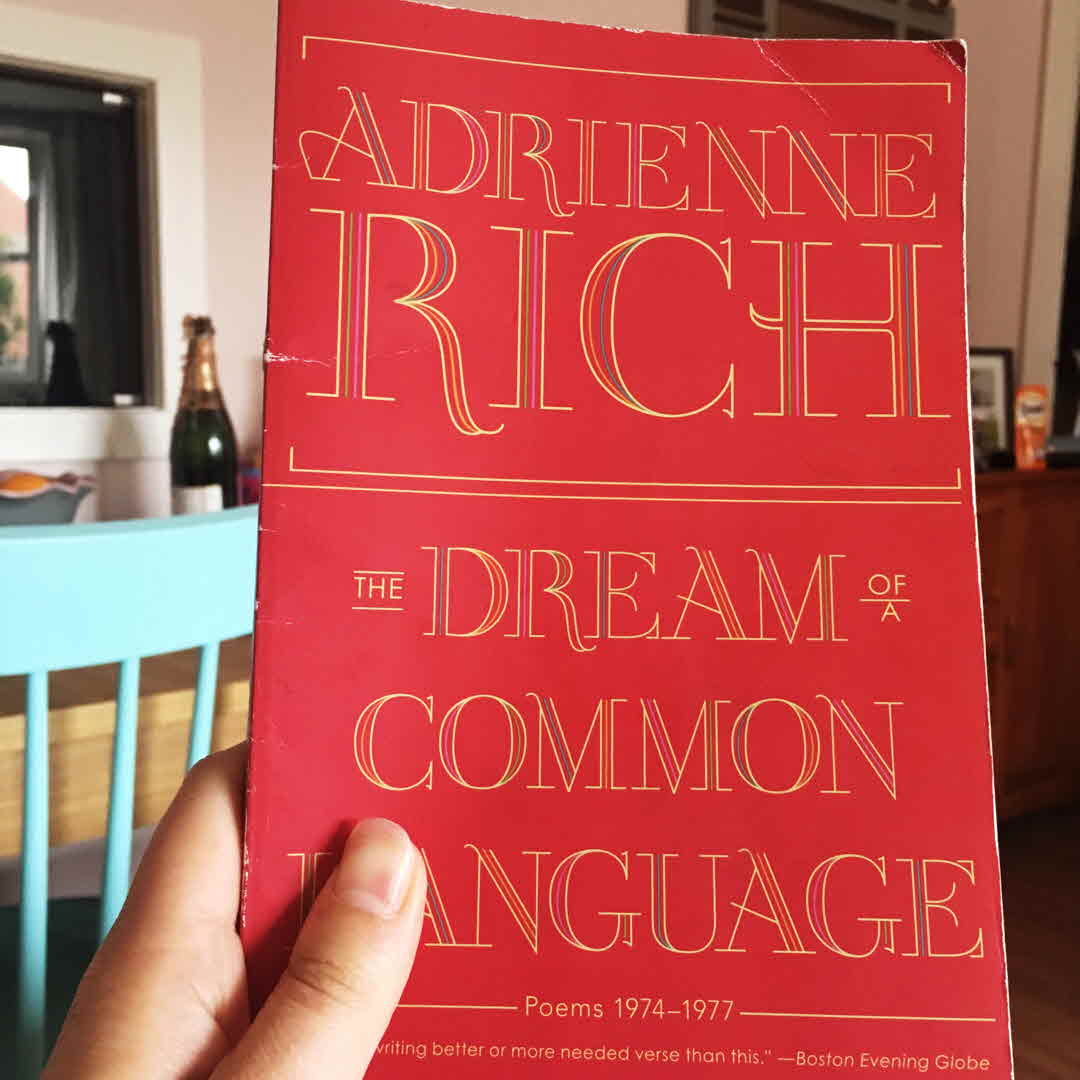 ADRIENNE
RICH
THE DREAM OF A
COMMON
LANGUAGE
Poems 1974–1977
writing better or more needed verse than this." —Boston Evening Globe